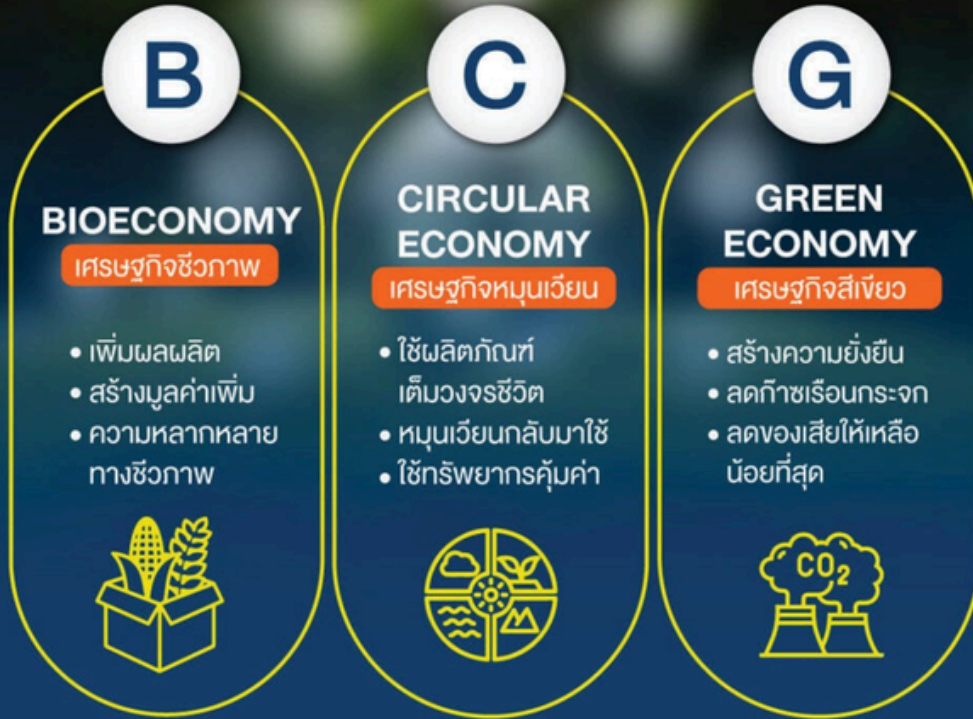 B
BIOECONOMY
เศรษฐกิจชีวภาพ
• เพิ่มผลผลิต
• สร้างมูลค่าเพิ่ม
• ความหลากหลาย
ทางชีวภาพ
C
CIRCULAR
ECONOMY
เศรษฐกิจหมุนเวียน
• ใช้ผลิตภัณฑ์
เต็มวงจรชีวิต
• หมุนเวียนกลับมาใช้
• ใช้ทรัพยากรคุ้มค่า
G
GREEN
ECONOMY
เศรษฐกิจสีเขียว
• สร้างความยั่งยืน
• ลดก๊าซเรือนกระจก
• ลดของเสียให้เหลือ
น้อยที่สุด
CO₂